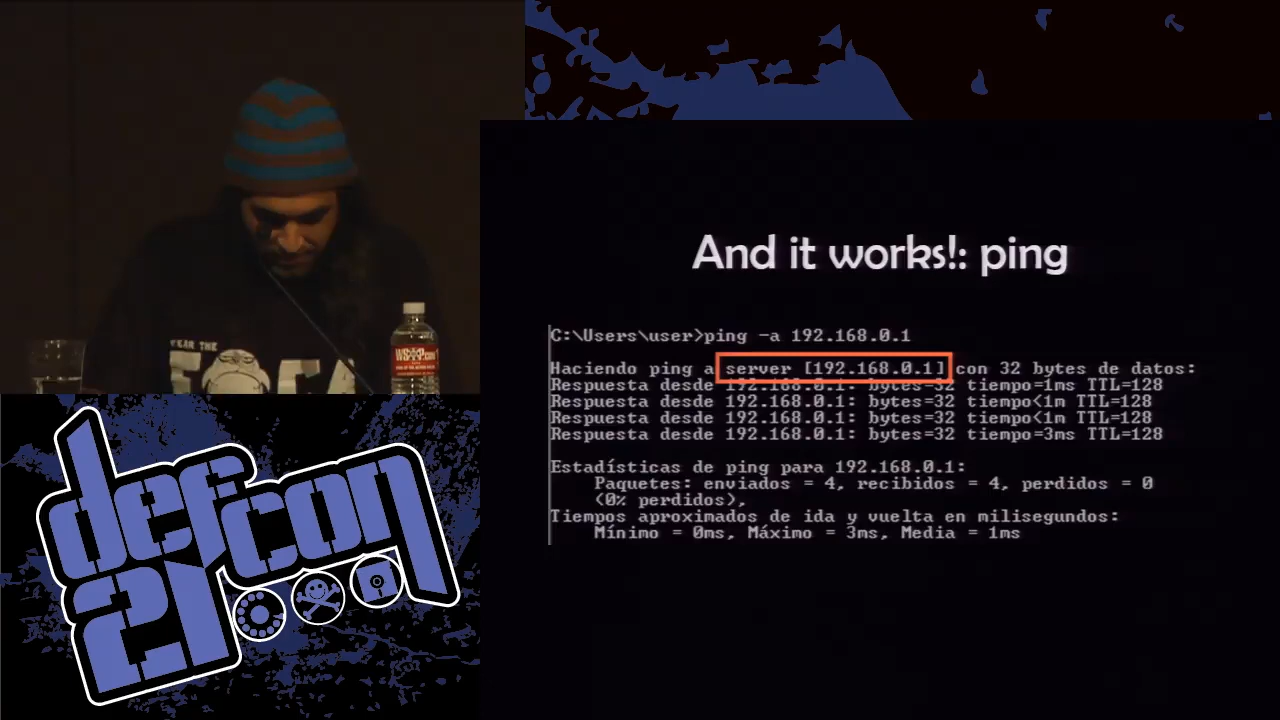 And it works!: ping
C:\Users\user>ping -a 192.168.0.1
Haciendo ping a server [192.168.0.1] con 32 bytes de datos:
Respuesta desde 192.168.0.1: bytes=32 tiempo=1ms TTL=128
Respuesta desde 192.168.0.1: bytes=32 tiempo<1m TTL=128
Respuesta desde 192.168.0.1: bytes=32 tiempo<1m TTL=128
Respuesta desde 192.168.0.1: bytes=32 tiempo=3ms TTL=128
Estadísticas de ping para 192.168.0.1:
Paquetes: enviados = 4, recibidos = 4, perdidos = 0
(0% perdidos),
Tiempos aproximados de ida y vuelta en milisegundos:
Mínimo = 0ms, Máximo = 3ms, Media = 1ms
FEAR THE
WSOP.com
defcon
21